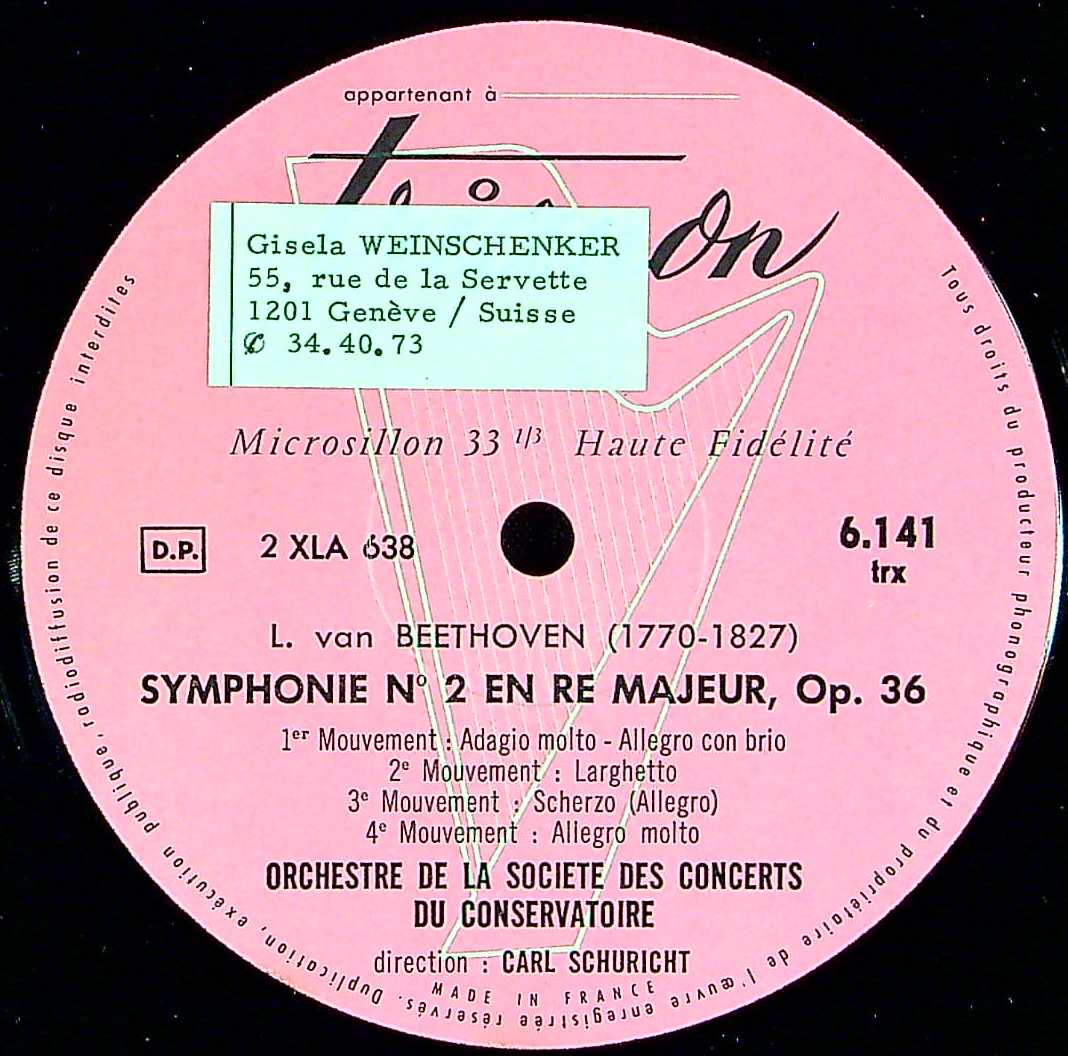 appartenant à
Gisela WEINSCHENKER
55, rue de la Servette
1201 Genève / Suisse
✆ 34.40.73
Microsillon 33 1/3 Haute Fidélité
D.P.
2 XLA 638
6.141
trx
L. van BEETHOVEN (1770-1827)
SYMPHONIE N° 2 EN RE MAJEUR, Op. 36
1er Mouvement : Adagio molto - Allegro con brio
2e Mouvement : Larghetto
3e Mouvement : Scherzo (Allegro)
4e Mouvement : Allegro molto
ORCHESTRE DE LA SOCIETE DES CONCERTS
DU CONSERVATOIRE
direction : CARL SCHURICHT
MADE IN FRANCE
Tous droits du producteur phonographique et du propriétaire de l'œuvre enregistrée réservés. Duplication, exécution publique, radiodiffusion de ce disque interdites